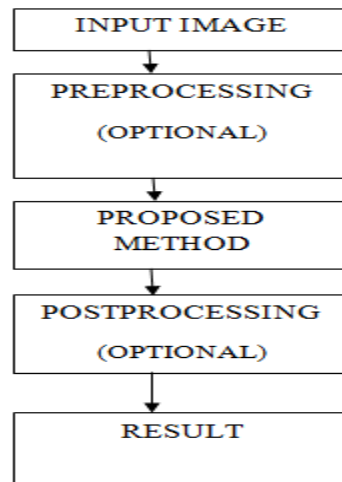 INPUT IMAGE
PREPROCESSING
(OPTIONAL)
PROPOSED
METHOD
POSTPROCESSING
(OPTIONAL)
RESULT